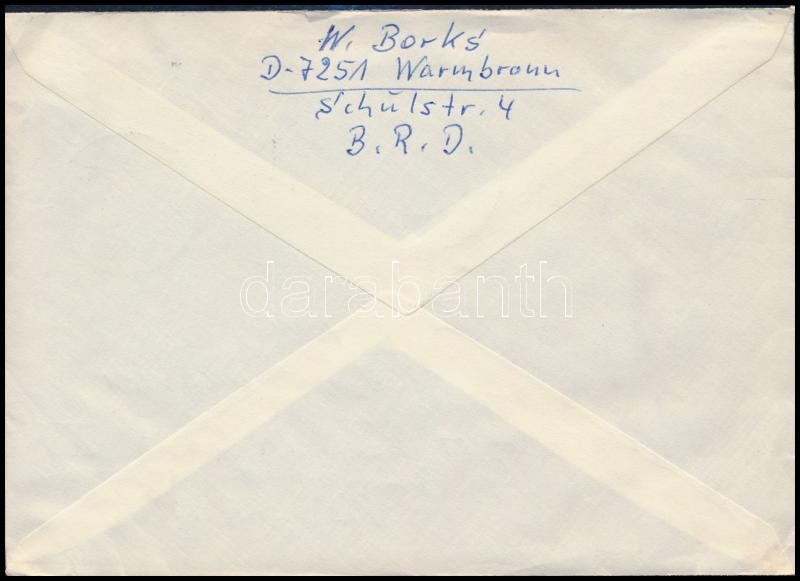 W. Borks
D-7251 Warmbronn
Schulstr. 4
B. R. D.
darabanth